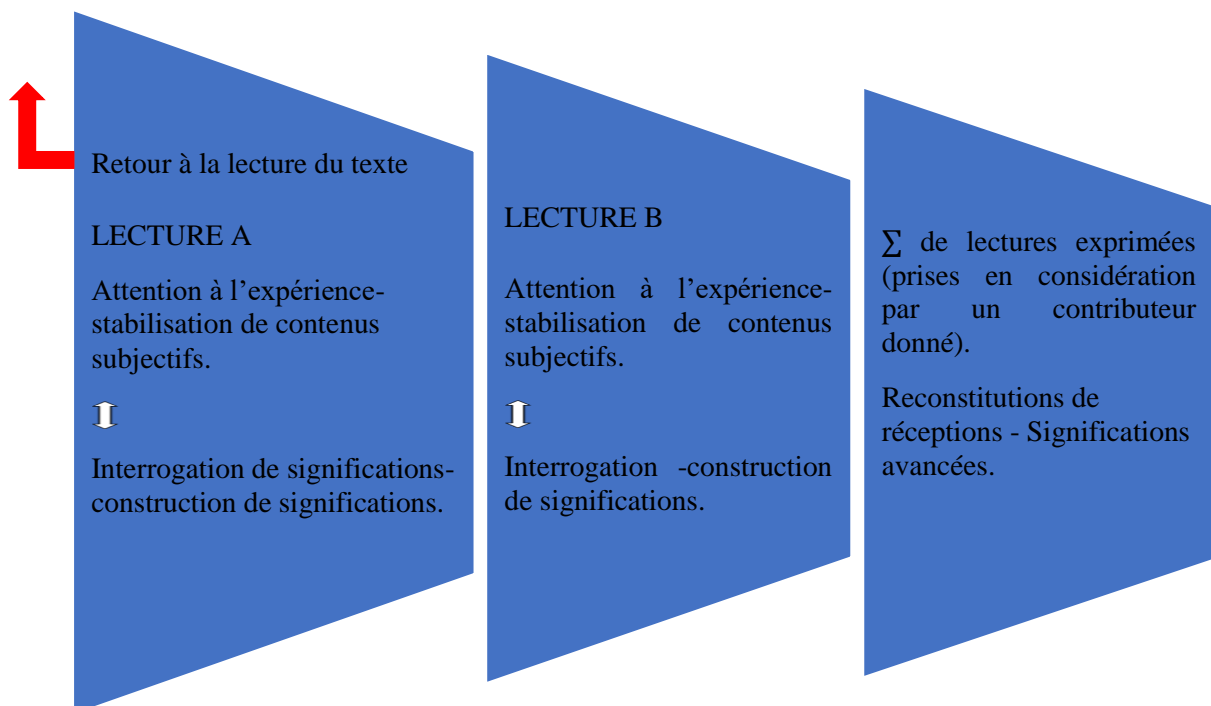 Retour à la lecture du texte
LECTURE A
Attention à l’expérience-
stabilisation de contenus
subjectifs.
Interrogation de significations-
construction de significations.
LECTURE B
Attention à l’expérience-
stabilisation de contenus
subjectifs.
Interrogation -construction
de significations.
∑ de lectures exprimées
(prises en considération
par un contributeur
donné).
Reconstitutions de
réceptions - Significations
avancées.